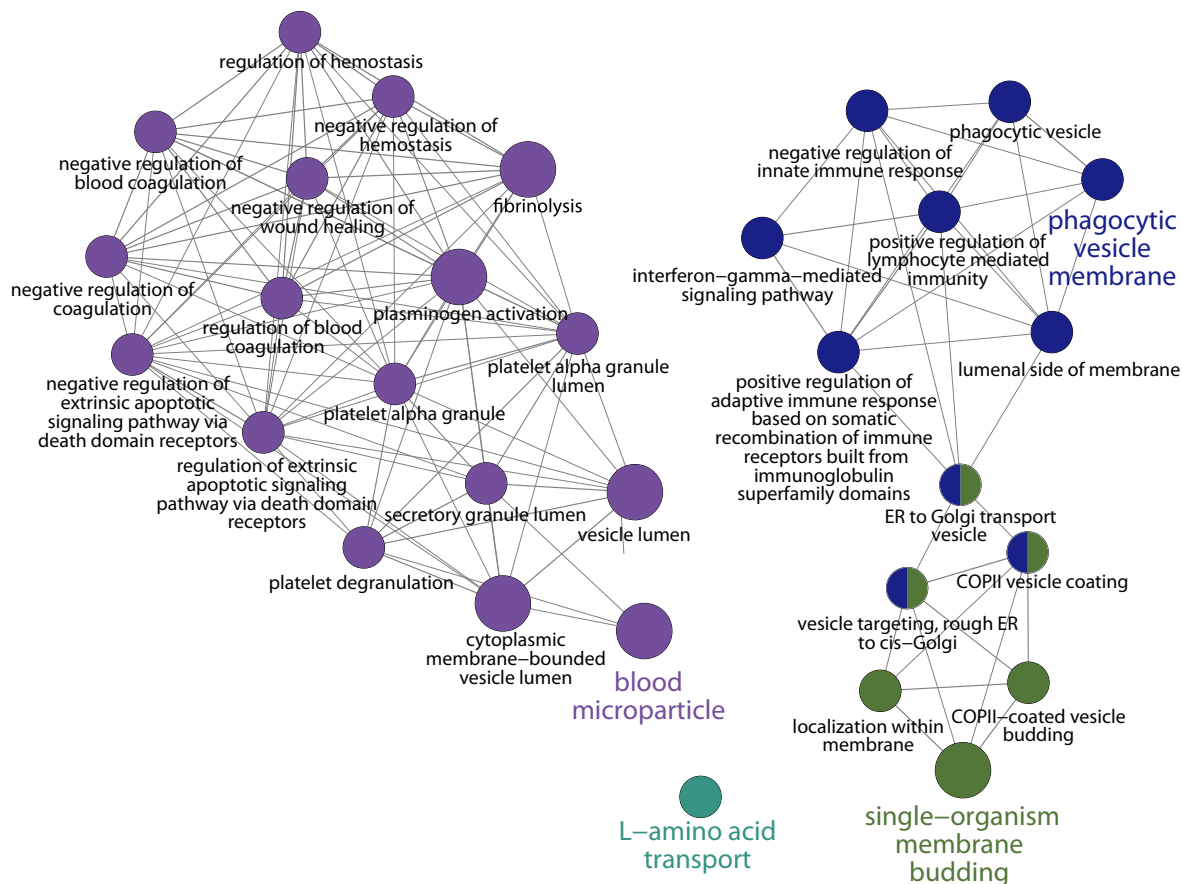 regulation of hemostasis
negative regulation of
hemostasis
negative regulation of
blood coagulation
negative regulation of
wound healing
fibrinolysis
negative regulation of
coagulation
regulation of blood
coagulation
plasminogen activation
platelet alpha granule
lumen
negative regulation of
extrinsic apoptotic
signaling pathway via
death domain receptors
platelet alpha granule
regulation of extrinsic
apoptotic signaling
pathway via death domain
receptors
secretory granule lumen
vesicle lumen
platelet degranulation
cytoplasmic
membrane−bounded
vesicle lumen
blood
microparticle
phagocytic vesicle
negative regulation of
innate immune response
phagocytic
vesicle
membrane
positive regulation of
lymphocyte mediated
immunity
interferon−gamma−mediated
signaling pathway
lumenal side of membrane
positive regulation of
adaptive immune response
based on somatic
recombination of immune
receptors built from
immunoglobulin
superfamily domains
ER to Golgi transport
vesicle
COPII vesicle coating
vesicle targeting, rough ER
to cis−Golgi
localization within
membrane
COPII−coated vesicle
budding
single−organism
membrane
budding
L−amino acid
transport